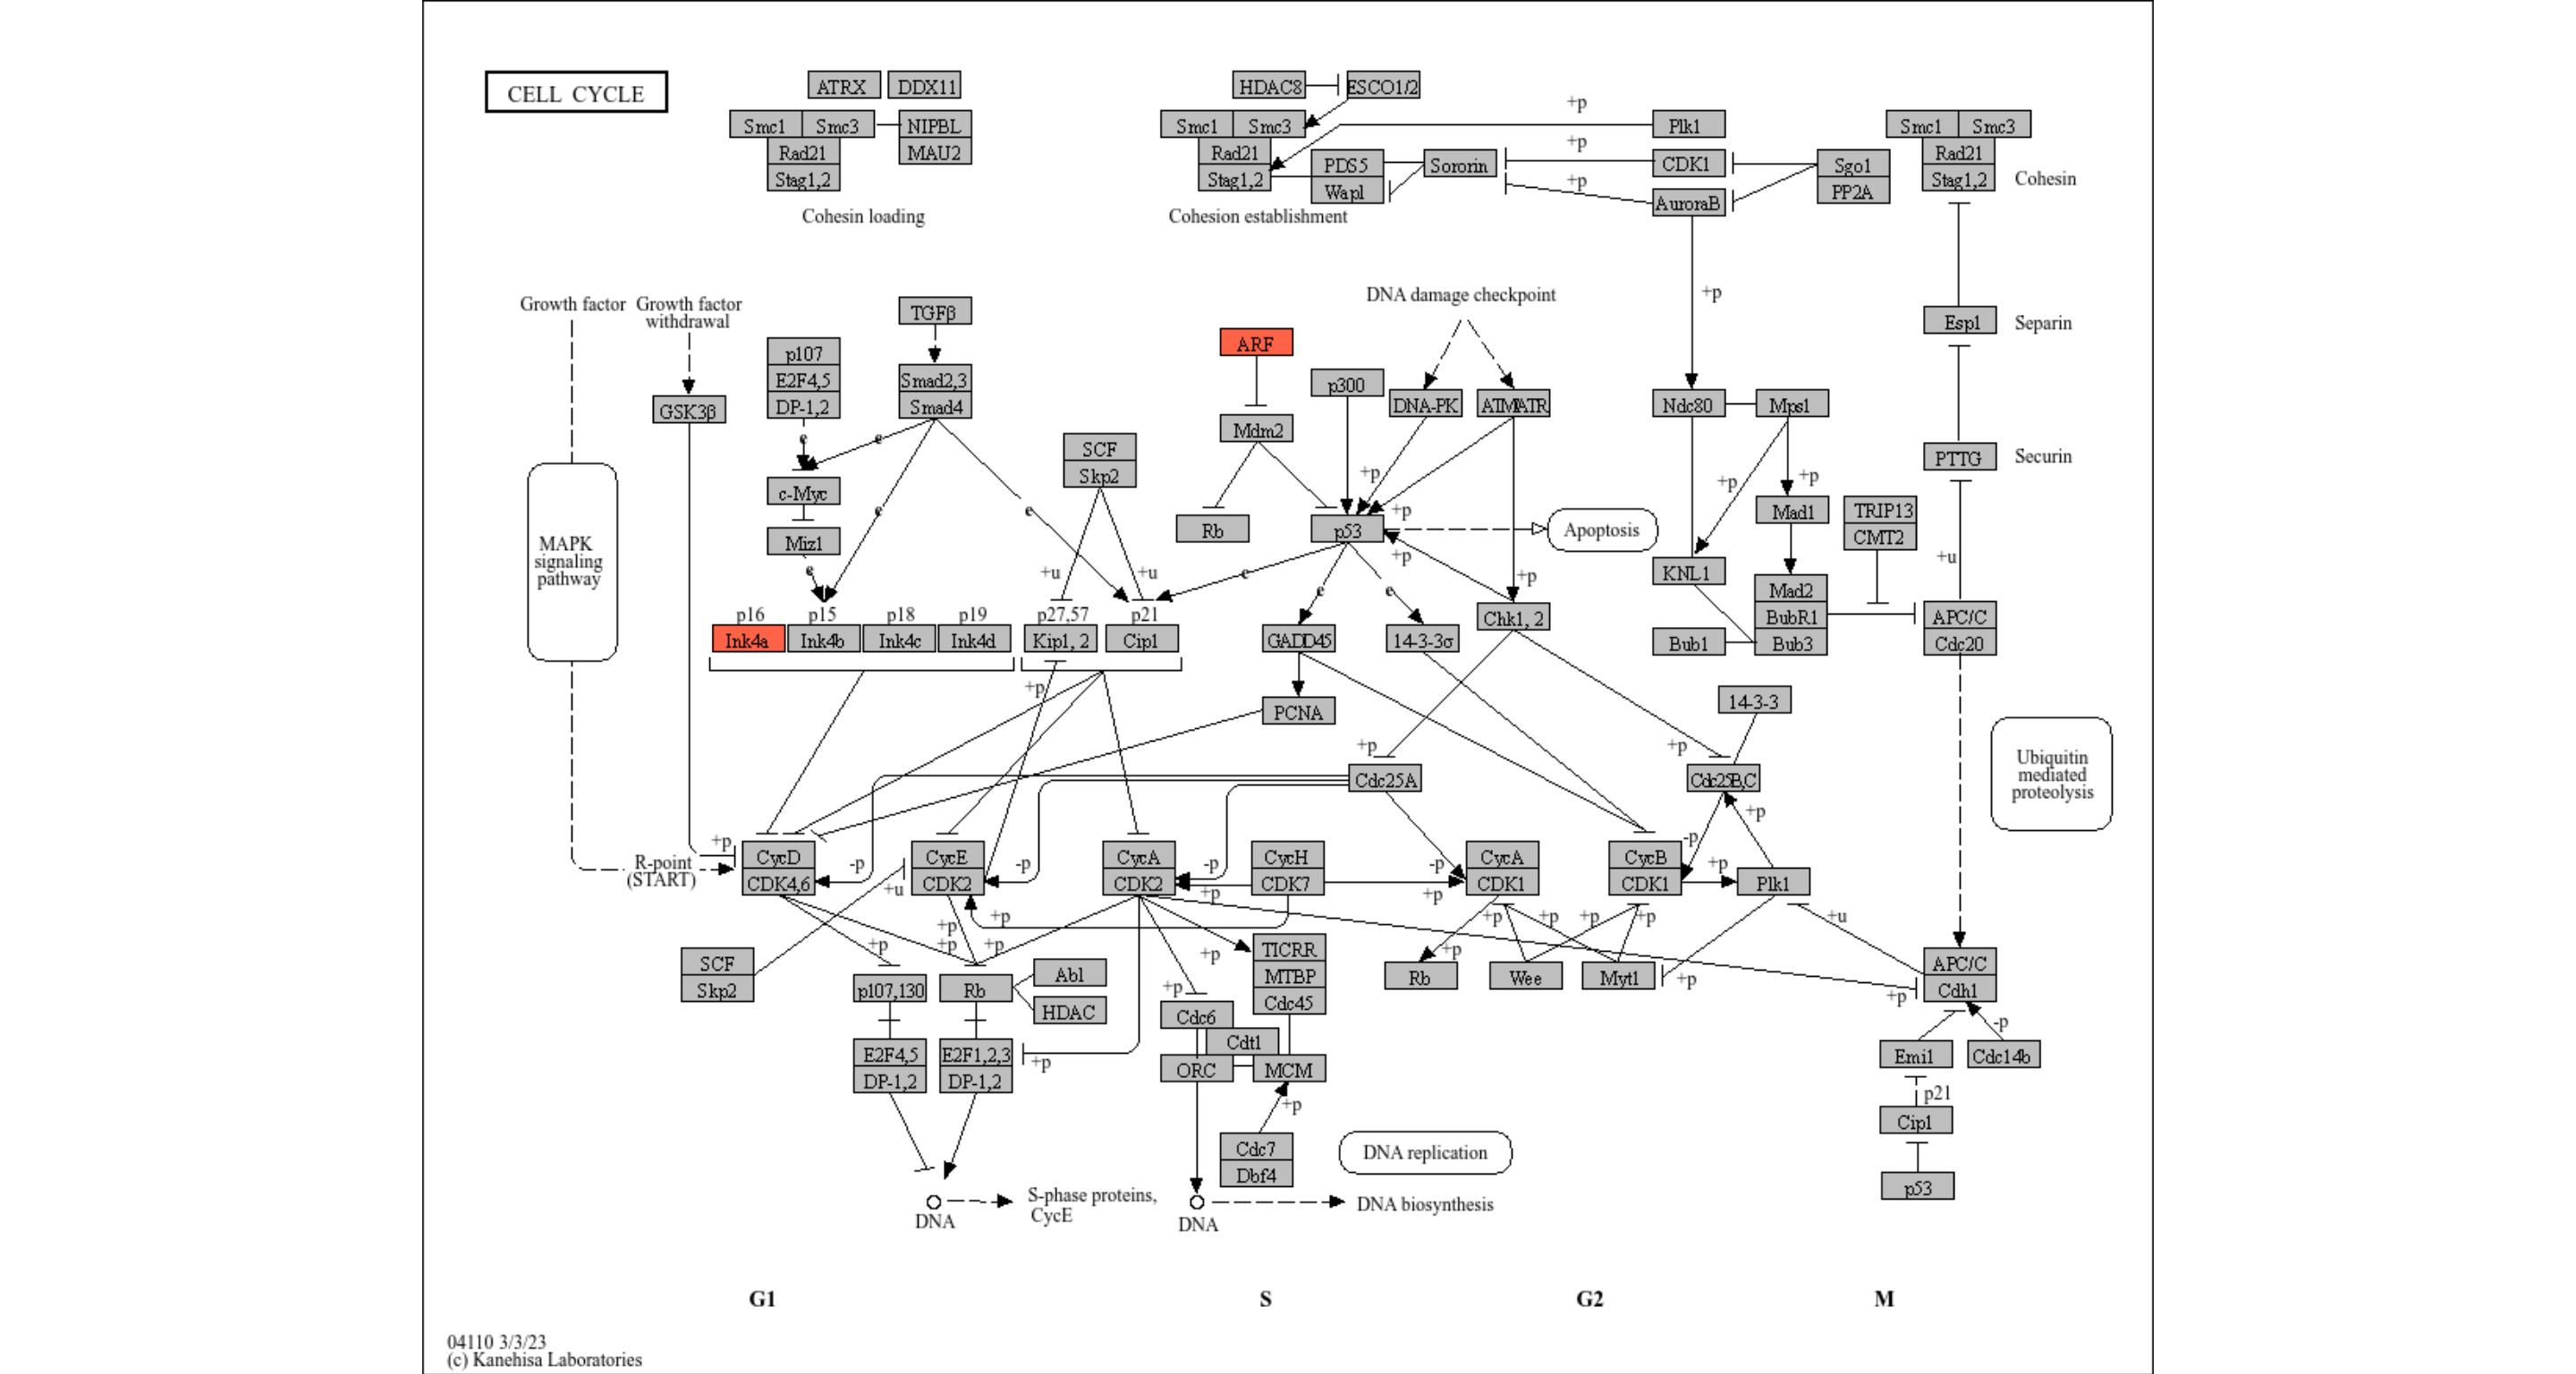 CELL CYCLE
ATRX
DDX11
Smc1
Smc3
NIPBL
Rad21
MAU2
Stag1,2
Cohesin loading
HDAC8
ESCO1/2
Smc1
Smc3
Rad21
Stag1,2
PDS5
Wapl
Sororin
Cohesion establishment
+p
+p
+p
Plk1
CDK1
AuroraB
Sgo1
PP2A
Smc1
Smc3
Rad21
Stag1,2
Cohesin
Growth factor
Growth factor
withdrawal
TGFβ
p107
E2F4,5
DP-1,2
Smad2,3
Smad4
GSK3β
e
e
c-Myc
e
e
Miz1
e
SCF
Skp2
+u
+u
MAPK
signaling
pathway
DNA damage checkpoint
ARF
p300
DNA-PK
ATM/ATR
Mdm2
+p
Rb
p53
+p
+p
Apoptosis
e
e
e
+p
+p
Esp1
Separin
Ndc80
Mps1
PTTG
Securin
+p
+p
Mad1
TRIP13
CMT2
+u
KNL1
Mad2
BubR1
Bub3
Bub1
APC/C
Cdc20
p16
p15
p18
p19
p27,57
p21
Ink4a
Ink4b
Ink4c
Ink4d
Kip1, 2
Cip1
GADD45
14-3-3σ
Chk1, 2
+p
PCNA
14-3-3
+p
+p
Cdc25A
Cdc25B,C
Ubiquitin
mediated
proteolysis
+p
+p
-p
R-point
(START)
CycD
CDK4,6
-p
+u
CycE
CDK2
-p
CycA
CDK2
-p
+p
CycH
CDK7
-p
+p
CycA
CDK1
CycB
CDK1
+p
Plk1
+p
+p
+p
+p
+p
+p
+p
+p
+p
+p
+u
SCF
Skp2
p107,130
Rb
Abl
HDAC
+p
TICRR
MTBP
Cdc45
+p
Rb
Wee
Myt1
+p
+p
APC/C
Cdh1
Cdc6
Cdt1
ORC
MCM
E2F4,5
DP-1,2
E2F1,2,3
DP-1,2
+p
+p
-p
Emi1
Cdc14b
p21
Cip1
p53
Cdc7
Dbf4
DNA replication
DNA
S-phase proteins,
CycE
DNA
DNA biosynthesis
G1
S
G2
M
04110 3/3/23
(c) Kanehisa Laboratories